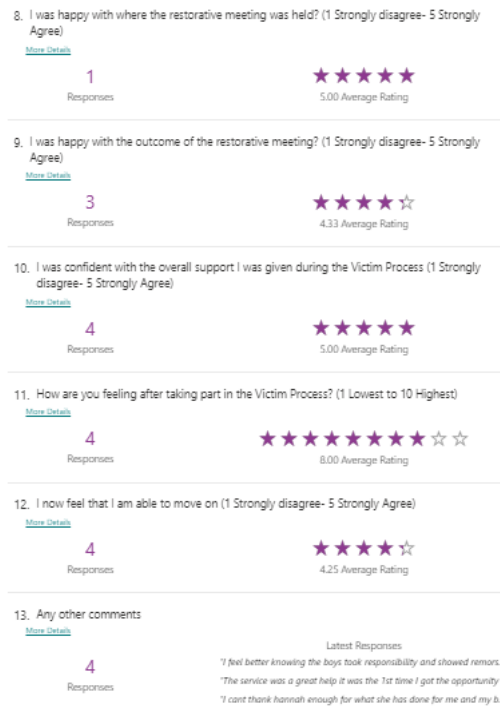 8. I was happy with where the restorative meeting was held? (1 Strongly disagree- 5 Strongly
Agree)
More Details
1
Responses
5.00 Average Rating
9. I was happy with the outcome of the restorative meeting? (1 Strongly disagree- 5 Strongly
Agree)
More Details
3
Responses
4.33 Average Rating
10. I was confident with the overall support I was given during the Victim Process (1 Strongly
disagree- 5 Strongly Agree)
More Details
4
Responses
5.00 Average Rating
11. How are you feeling after taking part in the Victim Process? (1 Lowest to 10 Highest)
More Details
4
Responses
8.00 Average Rating
12. I now feel that I am able to move on (1 Strongly disagree- 5 Strongly Agree)
More Details
4
Responses
4.25 Average Rating
13. Any other comments
More Details
4
Responses
Latest Responses
"I feel better knowing the boys took responsibility and showed remors
"The service was a great help it was the 1st time I got the opportunity
"I cant thank hannah enough for what she has done for me and my b